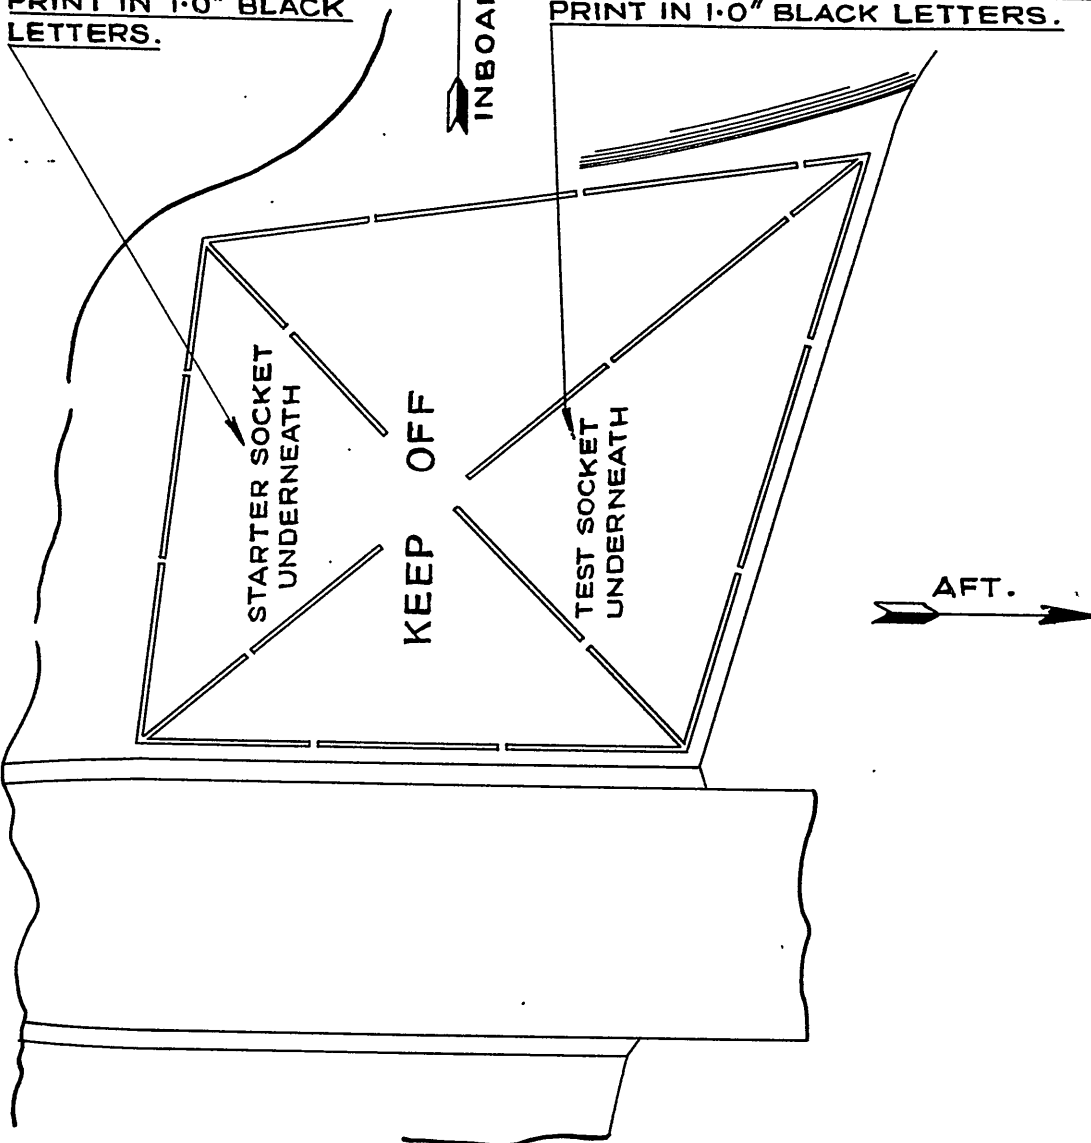 PRINT IN 1·0" BLACK
LETTERS.
PRINT IN 1·0" BLACK LETTERS.
STARTER SOCKET
UNDERNEATH
KEEP OFF
TEST SOCKET
UNDERNEATH
AFT.